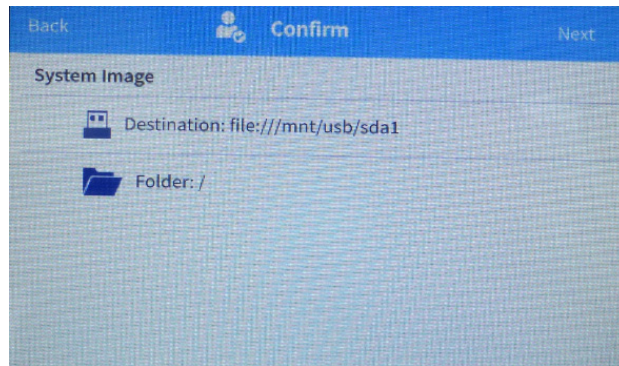 Back
Confirm
Next
System Image
Destination: file:///mnt/usb/sda1
Folder: /